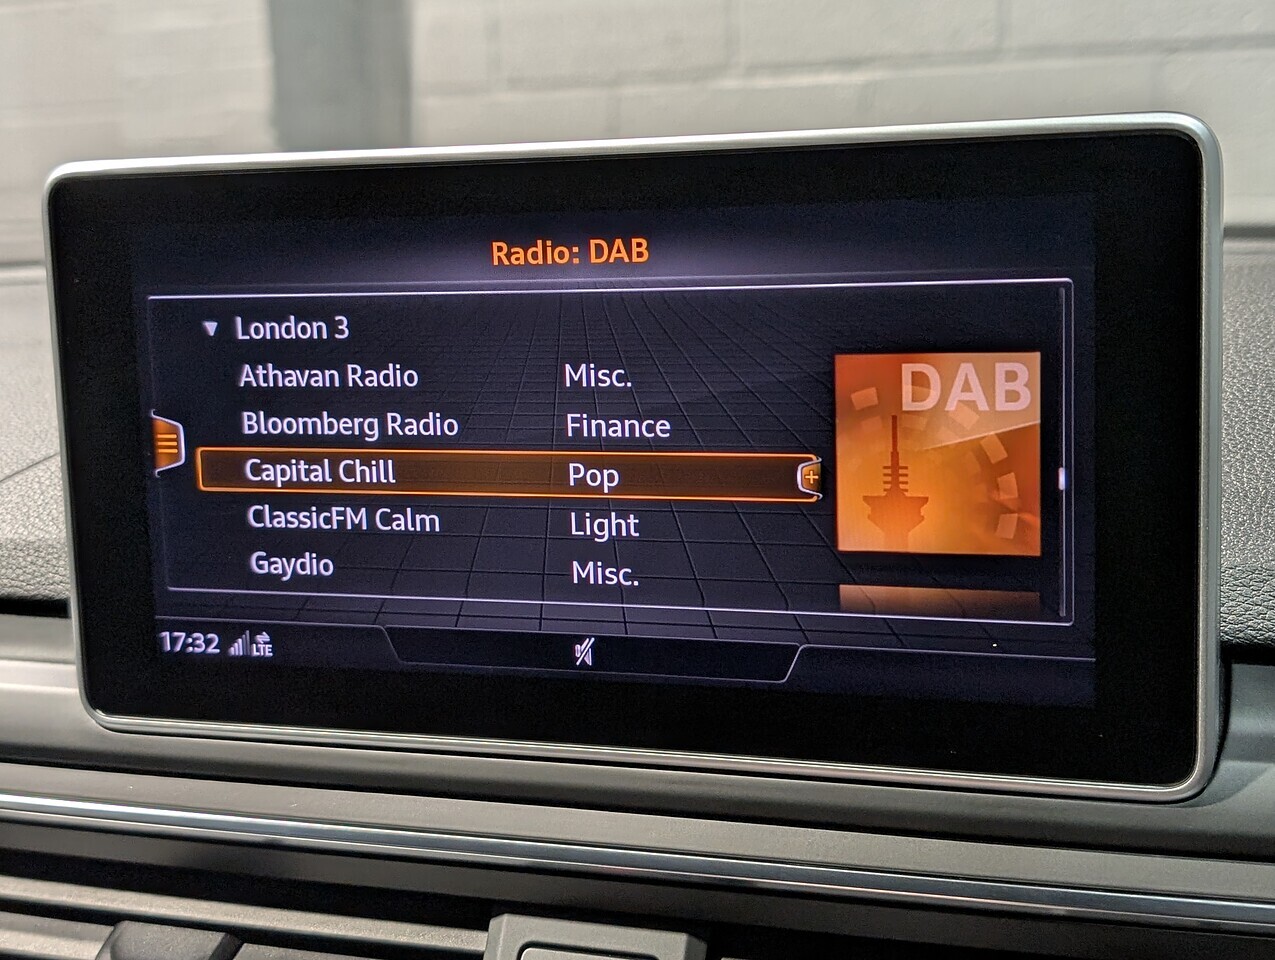 Radio: DAB
London 3
Athavan Radio Misc.
Bloomberg Radio Finance
Capital Chill Pop
ClassicFM Calm Light
Gaydio Misc.
DAB
17:32 LTE